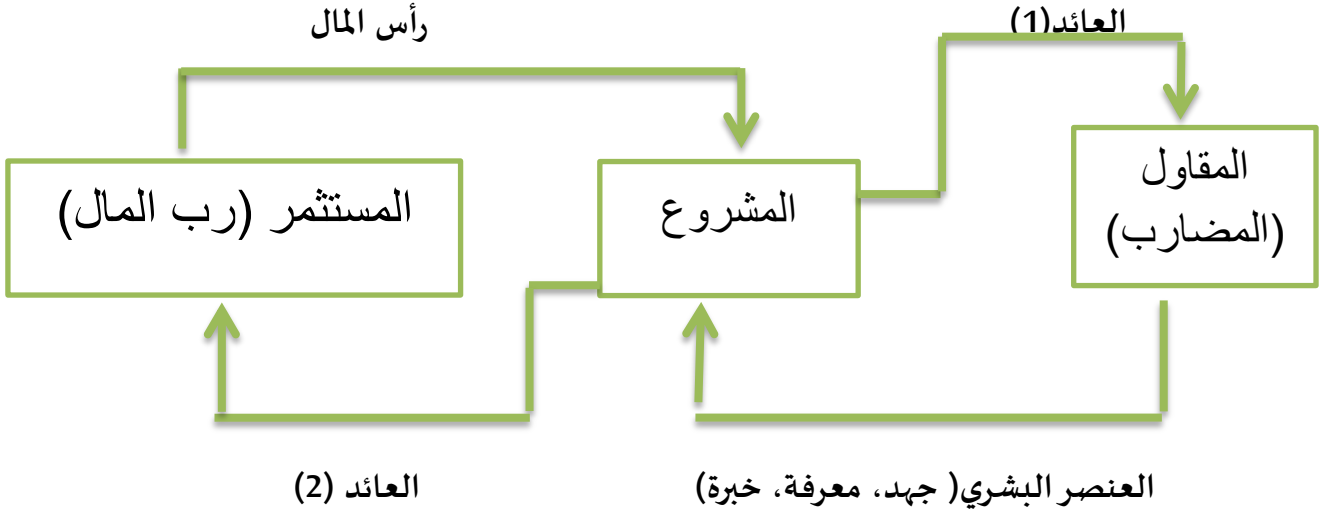 العائد(1)
رأس المال
المقاول
(المضارب)
المشروع
المستثمر (رب المال)
العنصر البشري( جهد، معرفة، خبرة)
العائد (2)